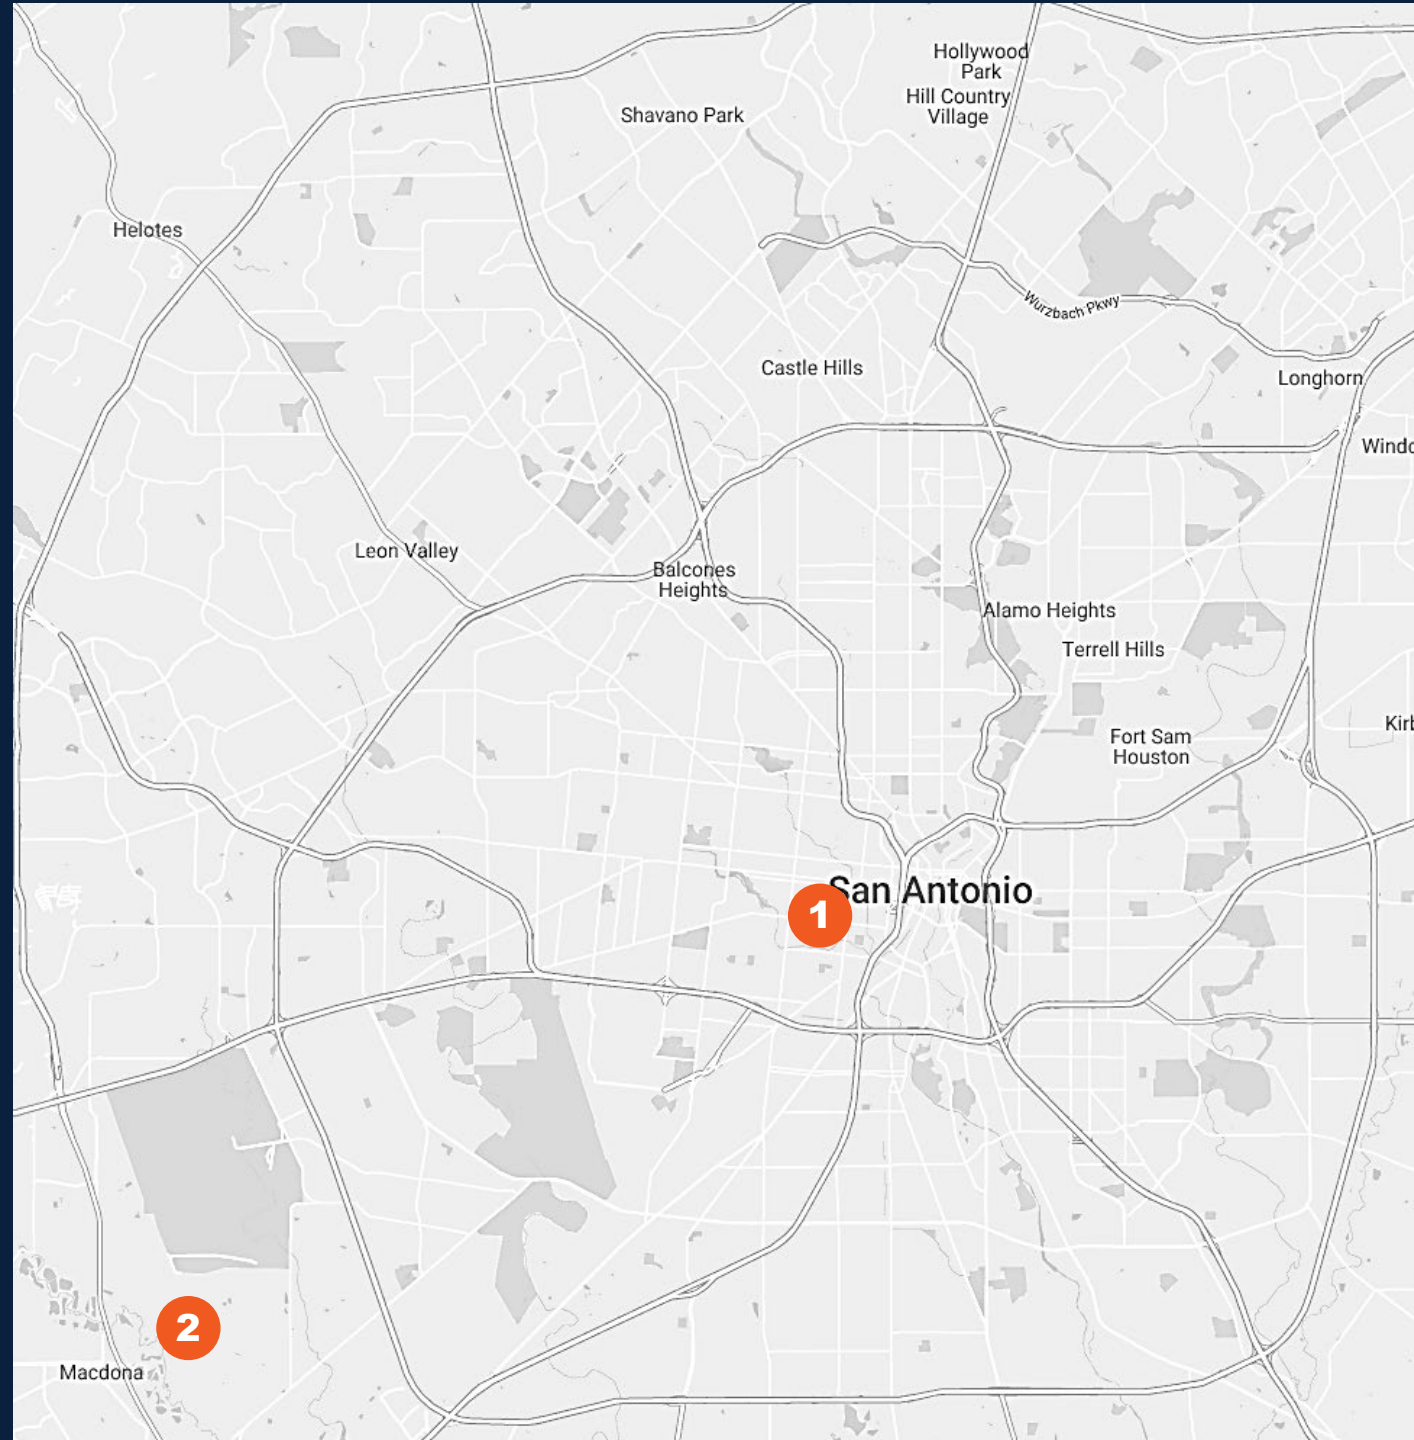 Hollywood
Park
Hill Country
Village
Shavano Park
Helotes
Wurzbach Pkwy
Castle Hills
Longhorn
Windc
Leon Valley
Balcones
Heights
Alamo Heights
Terrell Hills
Kirb
Fort Sam
Houston
San Antonio
1
2
Macdona